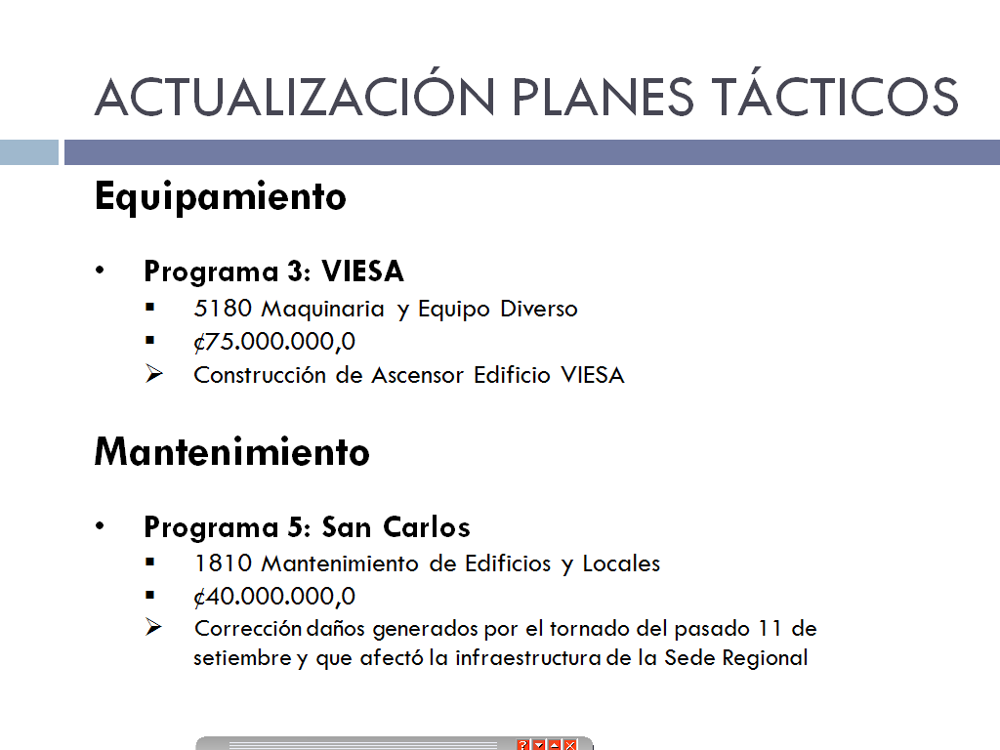 ACTUALIZACIÓN PLANES TÁCTICOS
Equipamiento
• Programa 3: VIESA
▪ 5180 Maquinaria y Equipo Diverso
▪ ¢75.000.000,0
➢ Construcción de Ascensor Edificio VIESA
Mantenimiento
• Programa 5: San Carlos
▪ 1810 Mantenimiento de Edificios y Locales
▪ ¢40.000.000,0
➢ Corrección daños generados por el tornado del pasado 11 de
setiembre y que afectó la infraestructura de la Sede Regional